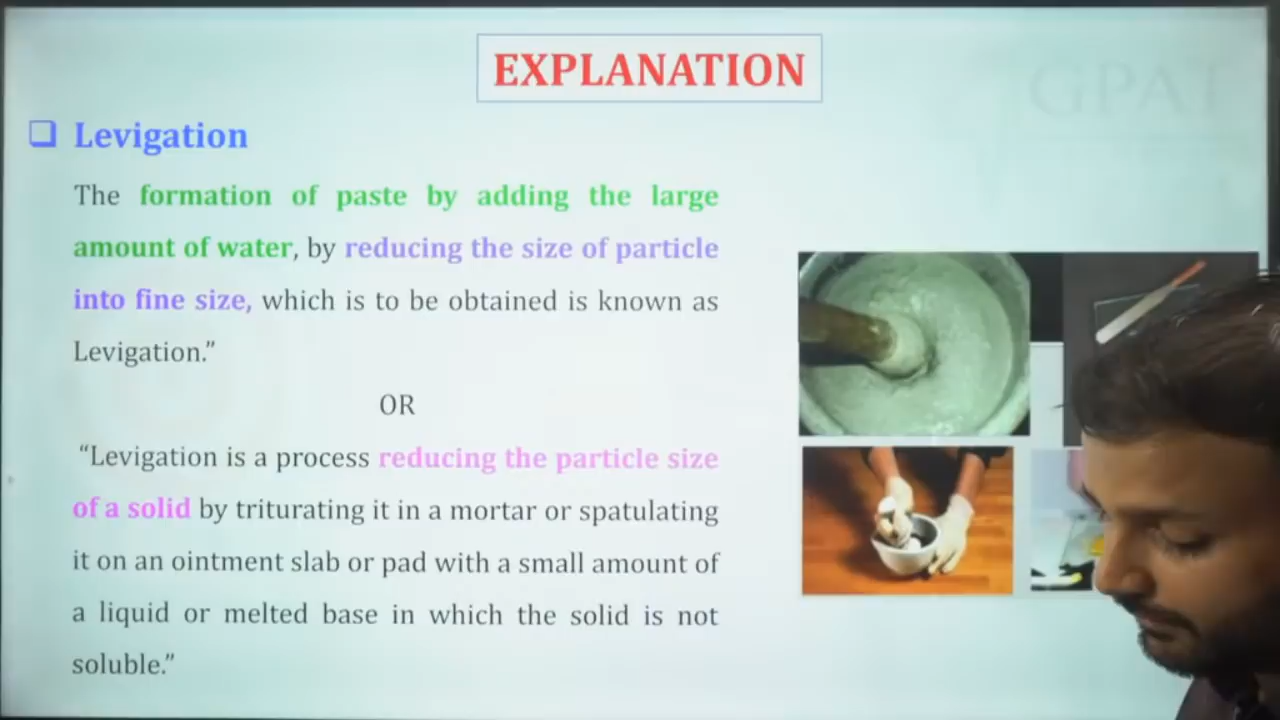 EXPLANATION
GPAT
❑ Levigation
The formation of paste by adding the large
amount of water, by reducing the size of particle
into fine size, which is to be obtained is known as
Levigation.”
OR
“Levigation is a process reducing the particle size
of a solid by triturating it in a mortar or spatulating
it on an ointment slab or pad with a small amount of
a liquid or melted base in which the solid is not
soluble.”